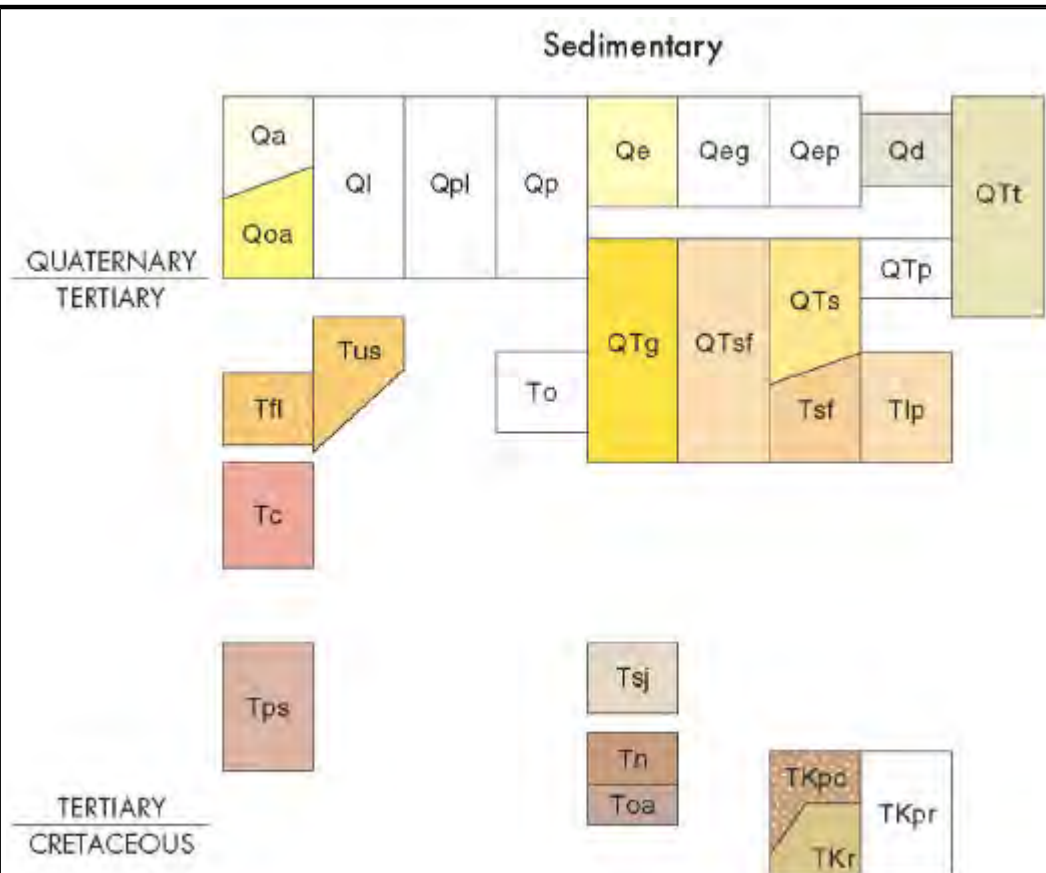 Sedimentary
Qa
Ql
Qpl
Qp
Qe
Qeg
Qep
Qd
QTt
Qoa
QUATERNARY
TERTIARY
QTp
QTs
Tus
QTg
QTsf
To
Tfl
Tsf
Tlp
Tc
Tsj
Tps
Tn
Toa
TKpc
TKpr
TERTIARY
CRETACEOUS
TKr